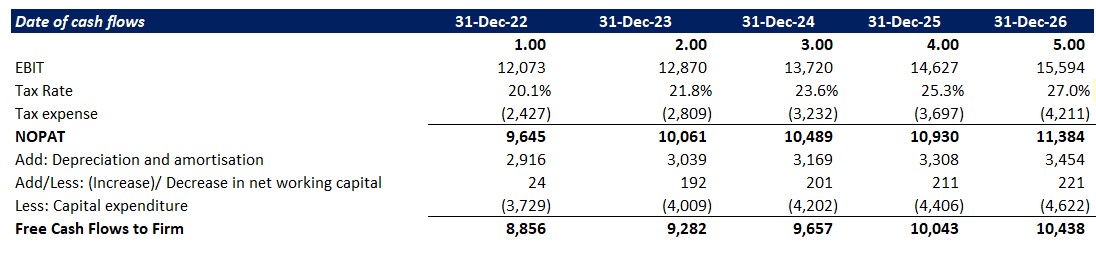 Date of cash flows 31-Dec-22 31-Dec-23 31-Dec-24 31-Dec-25 31-Dec-26
1.00 2.00 3.00 4.00 5.00
EBIT 12,073 12,870 13,720 14,627 15,594
Tax Rate 20.1% 21.8% 23.6% 25.3% 27.0%
Tax expense (2,427) (2,809) (3,232) (3,697) (4,211)
NOPAT 9,645 10,061 10,489 10,930 11,384
Add: Depreciation and amortisation 2,916 3,039 3,169 3,308 3,454
Add/Less: (Increase)/ Decrease in net working capital 24 192 201 211 221
Less: Capital expenditure (3,729) (4,009) (4,202) (4,406) (4,622)
Free Cash Flows to Firm 8,856 9,282 9,657 10,043 10,438